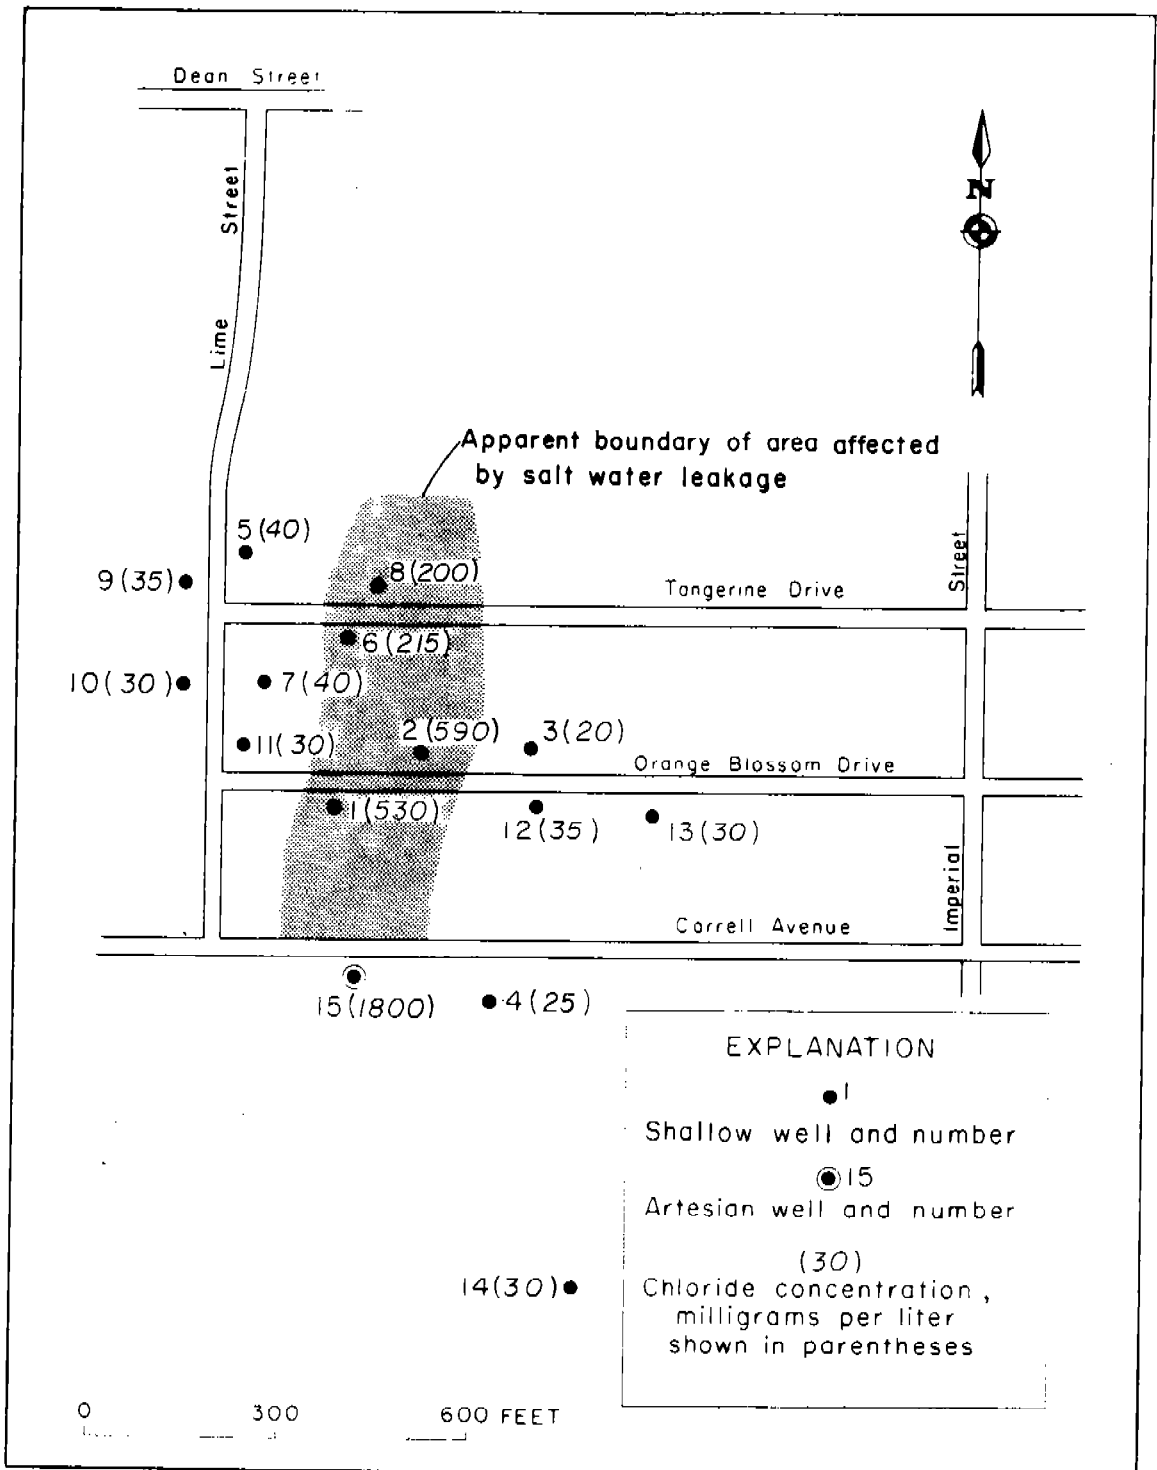 Dean Street
Street
Lime
N
Apparent boundary of area affected
by salt water leakage
5(40)
9(35)
8(200)
Tangerine Drive
Street
6(215)
10(30)
7(40)
2(590)
3(20)
11(30)
Orange Blossom Drive
1(530)
12(35)
13(30)
Imperial
Carrell Avenue
15(1800)
4(25)
EXPLANATION
1
Shallow well and number
15
Artesian well and number
(30)
Chloride concentration,
milligrams per liter
shown in parentheses
14(30)
0 300 600 FEET